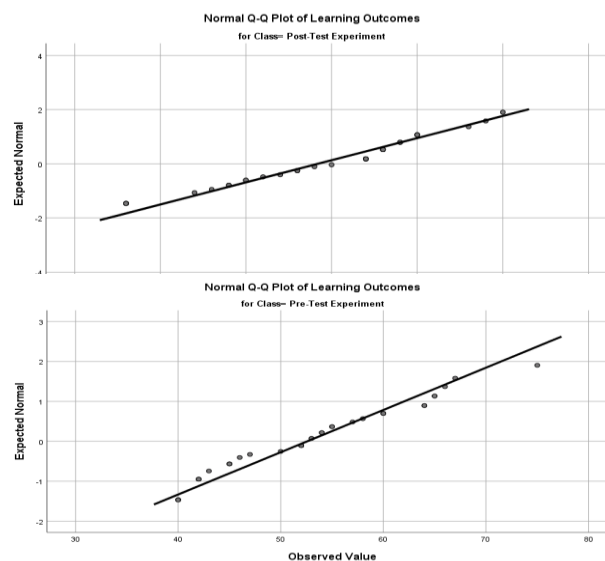 Normal Q-Q Plot of Learning Outcomes
for Class= Post-Test Experiment
4
2
0
-2
-4
Expected Normal
Normal Q-Q Plot of Learning Outcomes
for Class= Pre-Test Experiment
3
2
1
0
-1
-2
Expected Normal
30 40 50 60 70 80
Observed Value